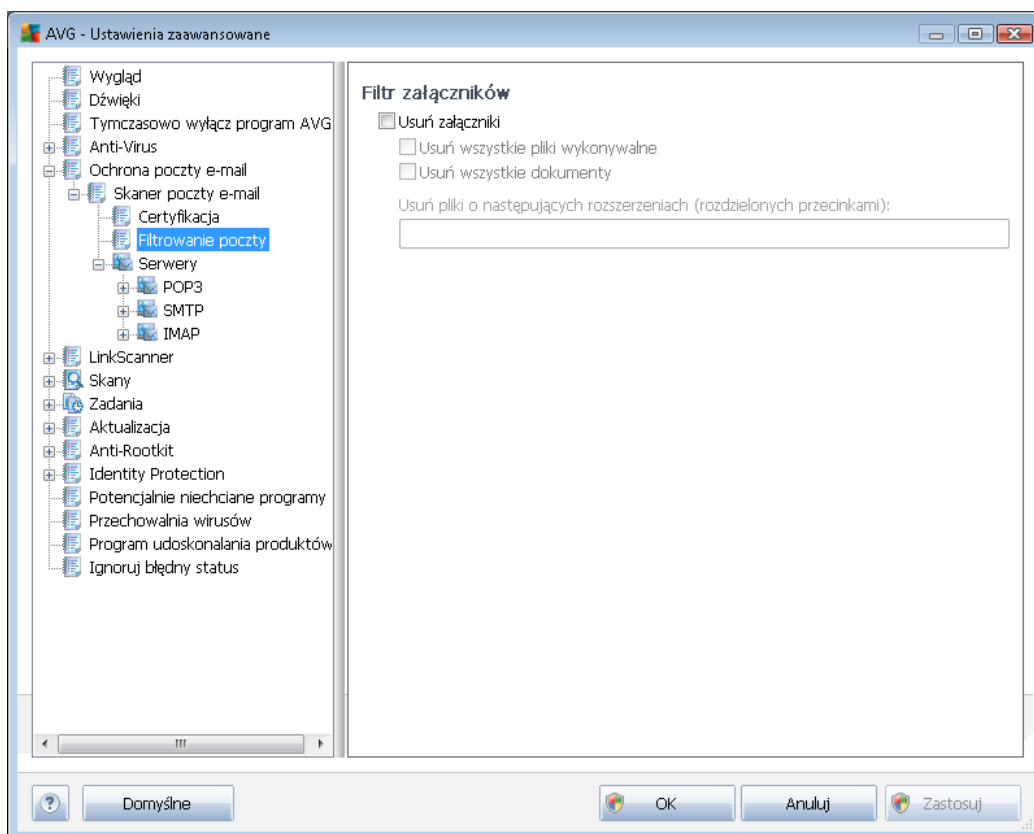 AVG - Ustawienia zaawansowane
Wygląd
Dźwięki
Tymczasowo wyłącz program AVG
Anti-Virus
Ochrona poczty e-mail
Skaner poczty e-mail
Certyfikacja
Filtrowanie poczty
Serwery
POP3
SMTP
IMAP
LinkScanner
Skany
Zadania
Aktualizacja
Anti-Rootkit
Identity Protection
Potencjalnie niechciane programy
Przechowalnia wirusów
Program udoskonalania produktów
Ignoruj błędny status
Filtr załączników
Usuń załączniki
Usuń wszystkie pliki wykonywalne
Usuń wszystkie dokumenty
Usuń pliki o następujących rozszerzeniach (rozdzielonych przecinkami):
? Domyślne OK Anuluj Zastosuj